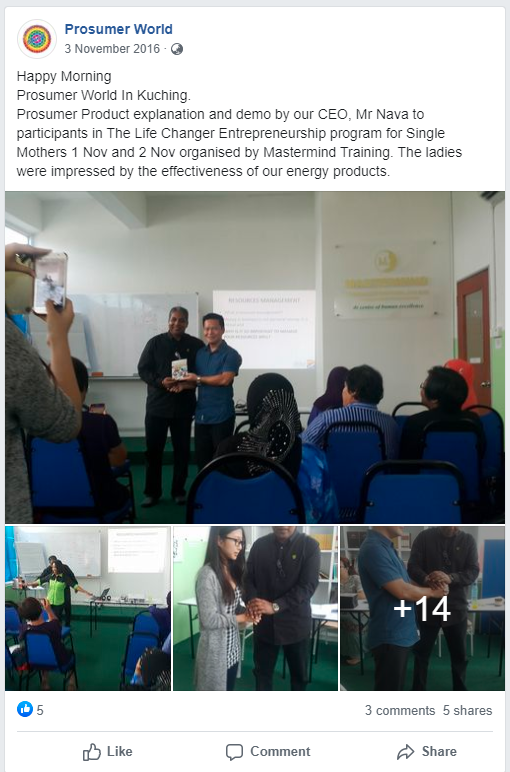 Prosumer World
3 November 2016 ·
Happy Morning
Prosumer World In Kuching.
Prosumer Product explanation and demo by our CEO, Mr Nava to
participants in The Life Changer Entrepreneurship program for Single
Mothers 1 Nov and 2 Nov organised by Mastermind Training. The ladies
were impressed by the effectiveness of our energy products.
RESOURCES MANAGEMENT
+14
5
3 comments 5 shares
Like
Comment
Share